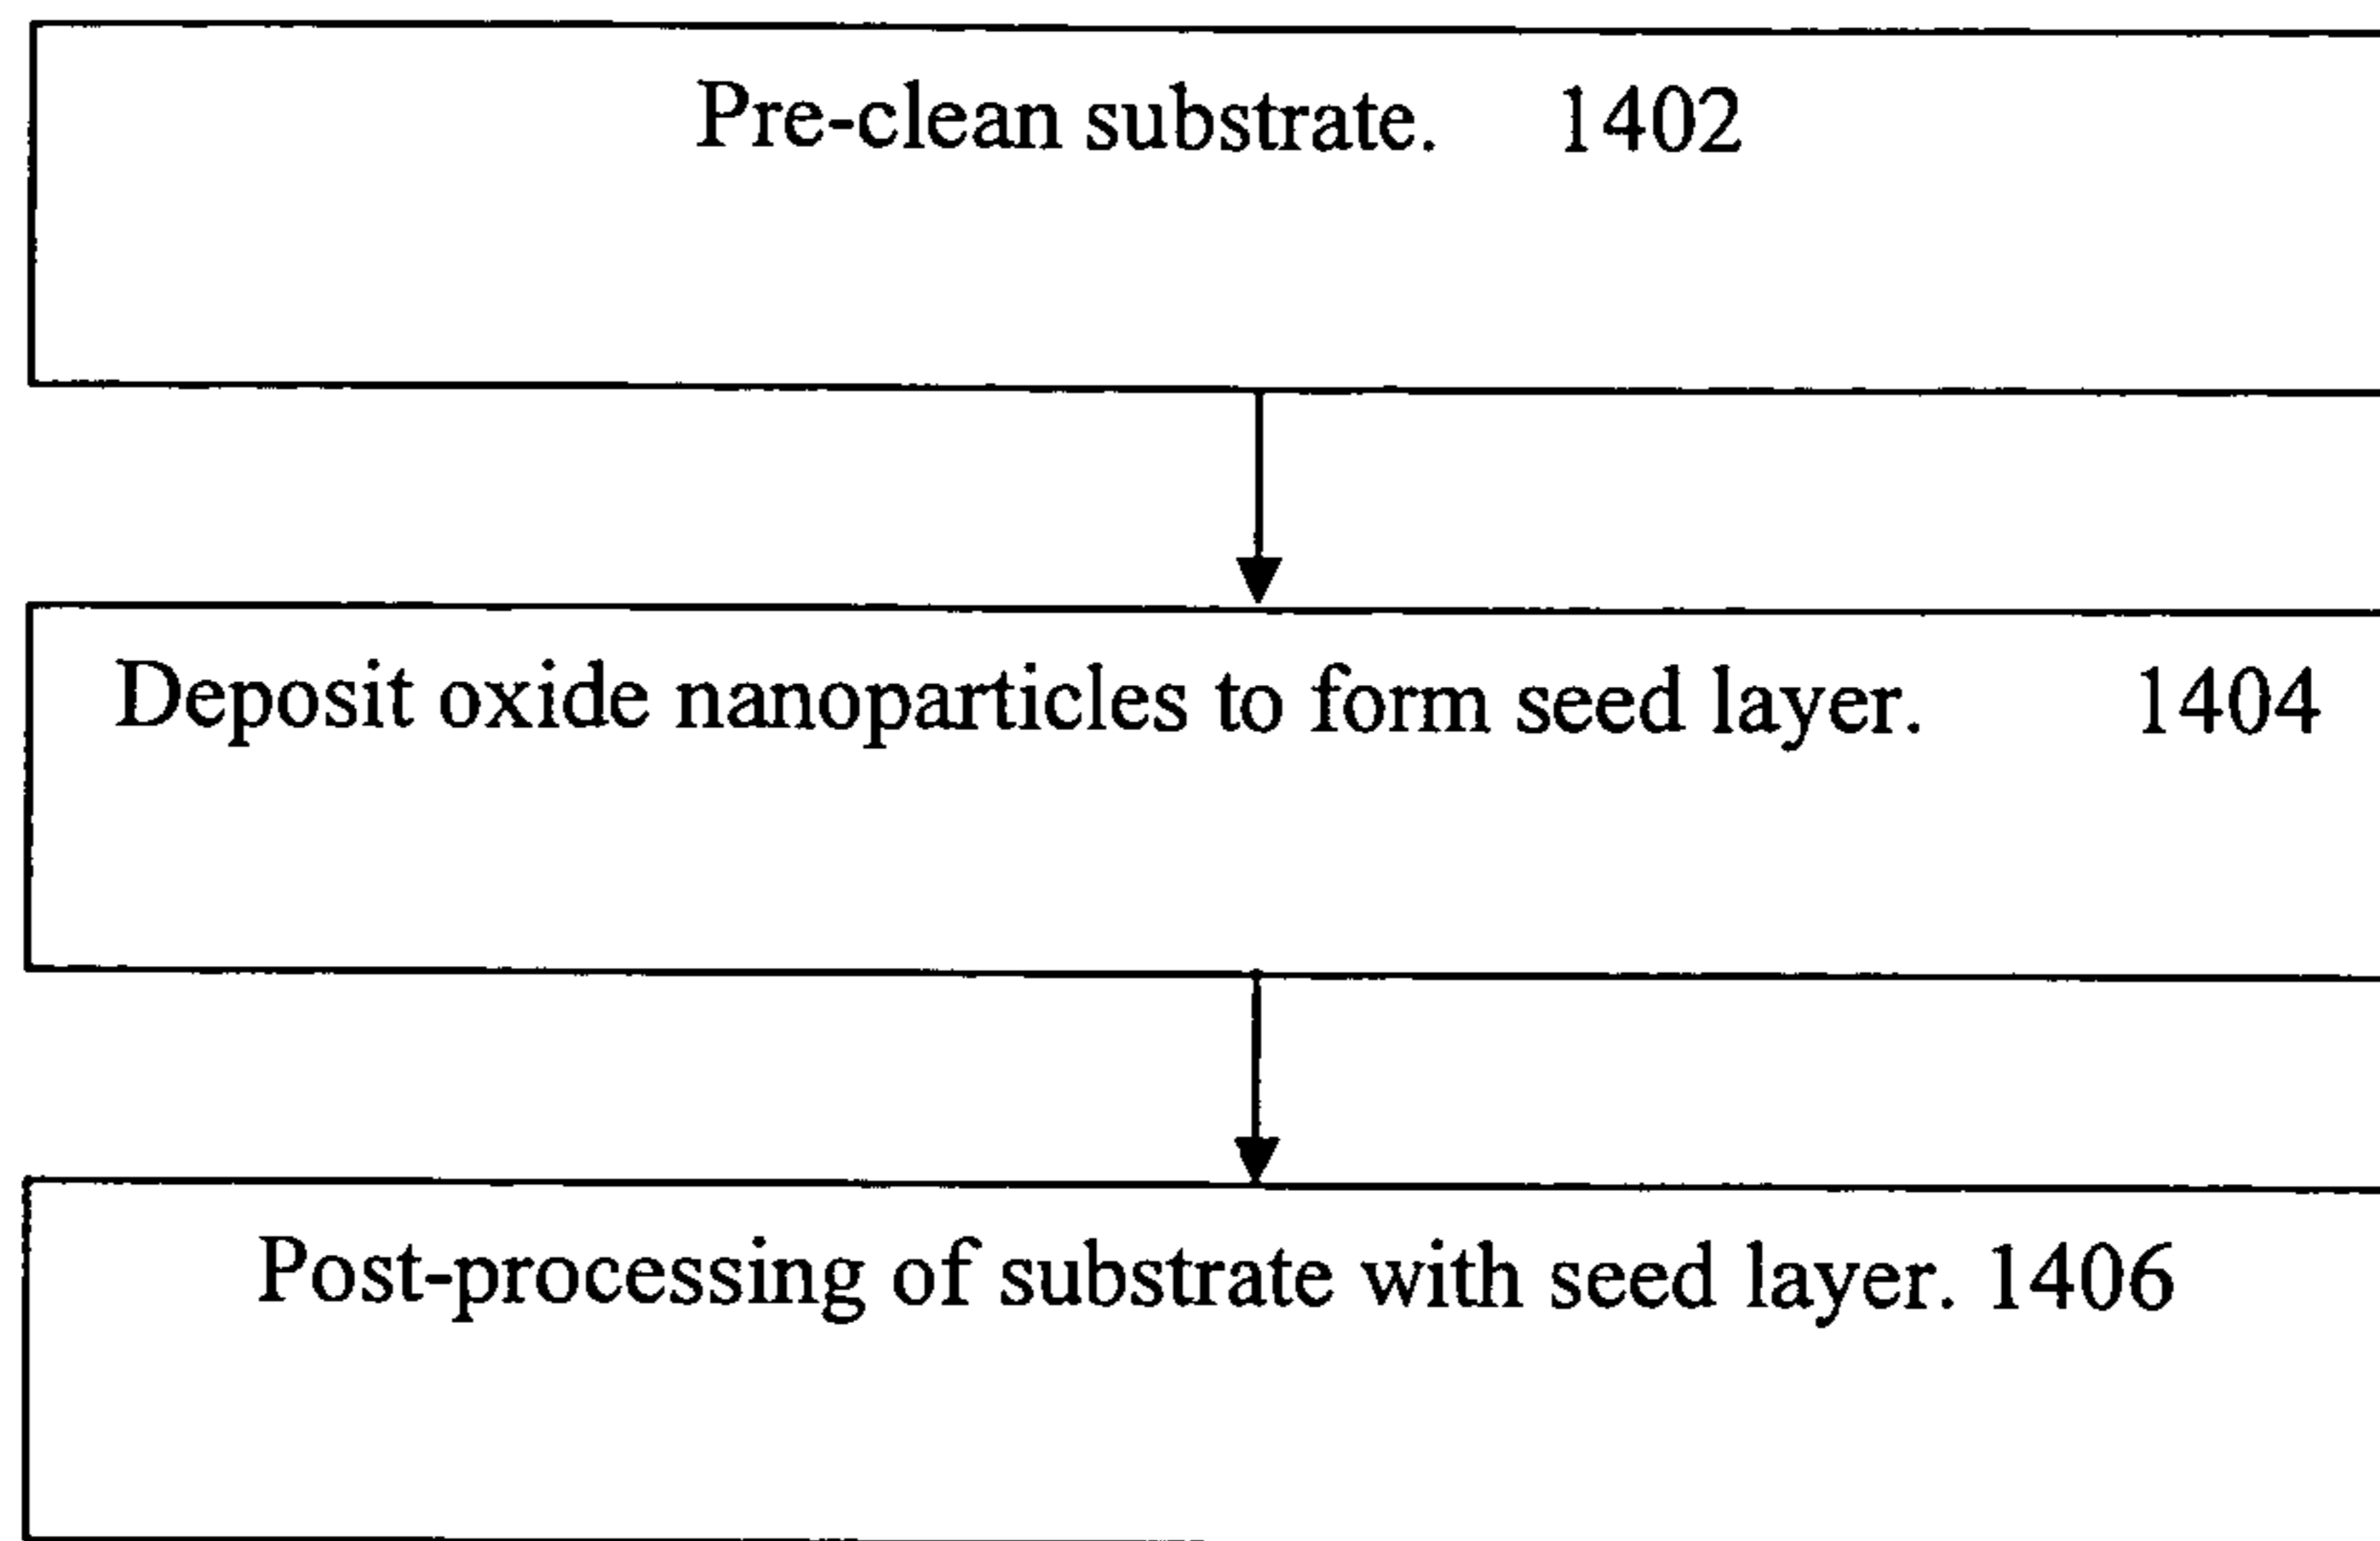 Pre-clean substrate. 1402
Deposit oxide nanoparticles to form seed layer. 1404
Post-processing of substrate with seed layer. 1406